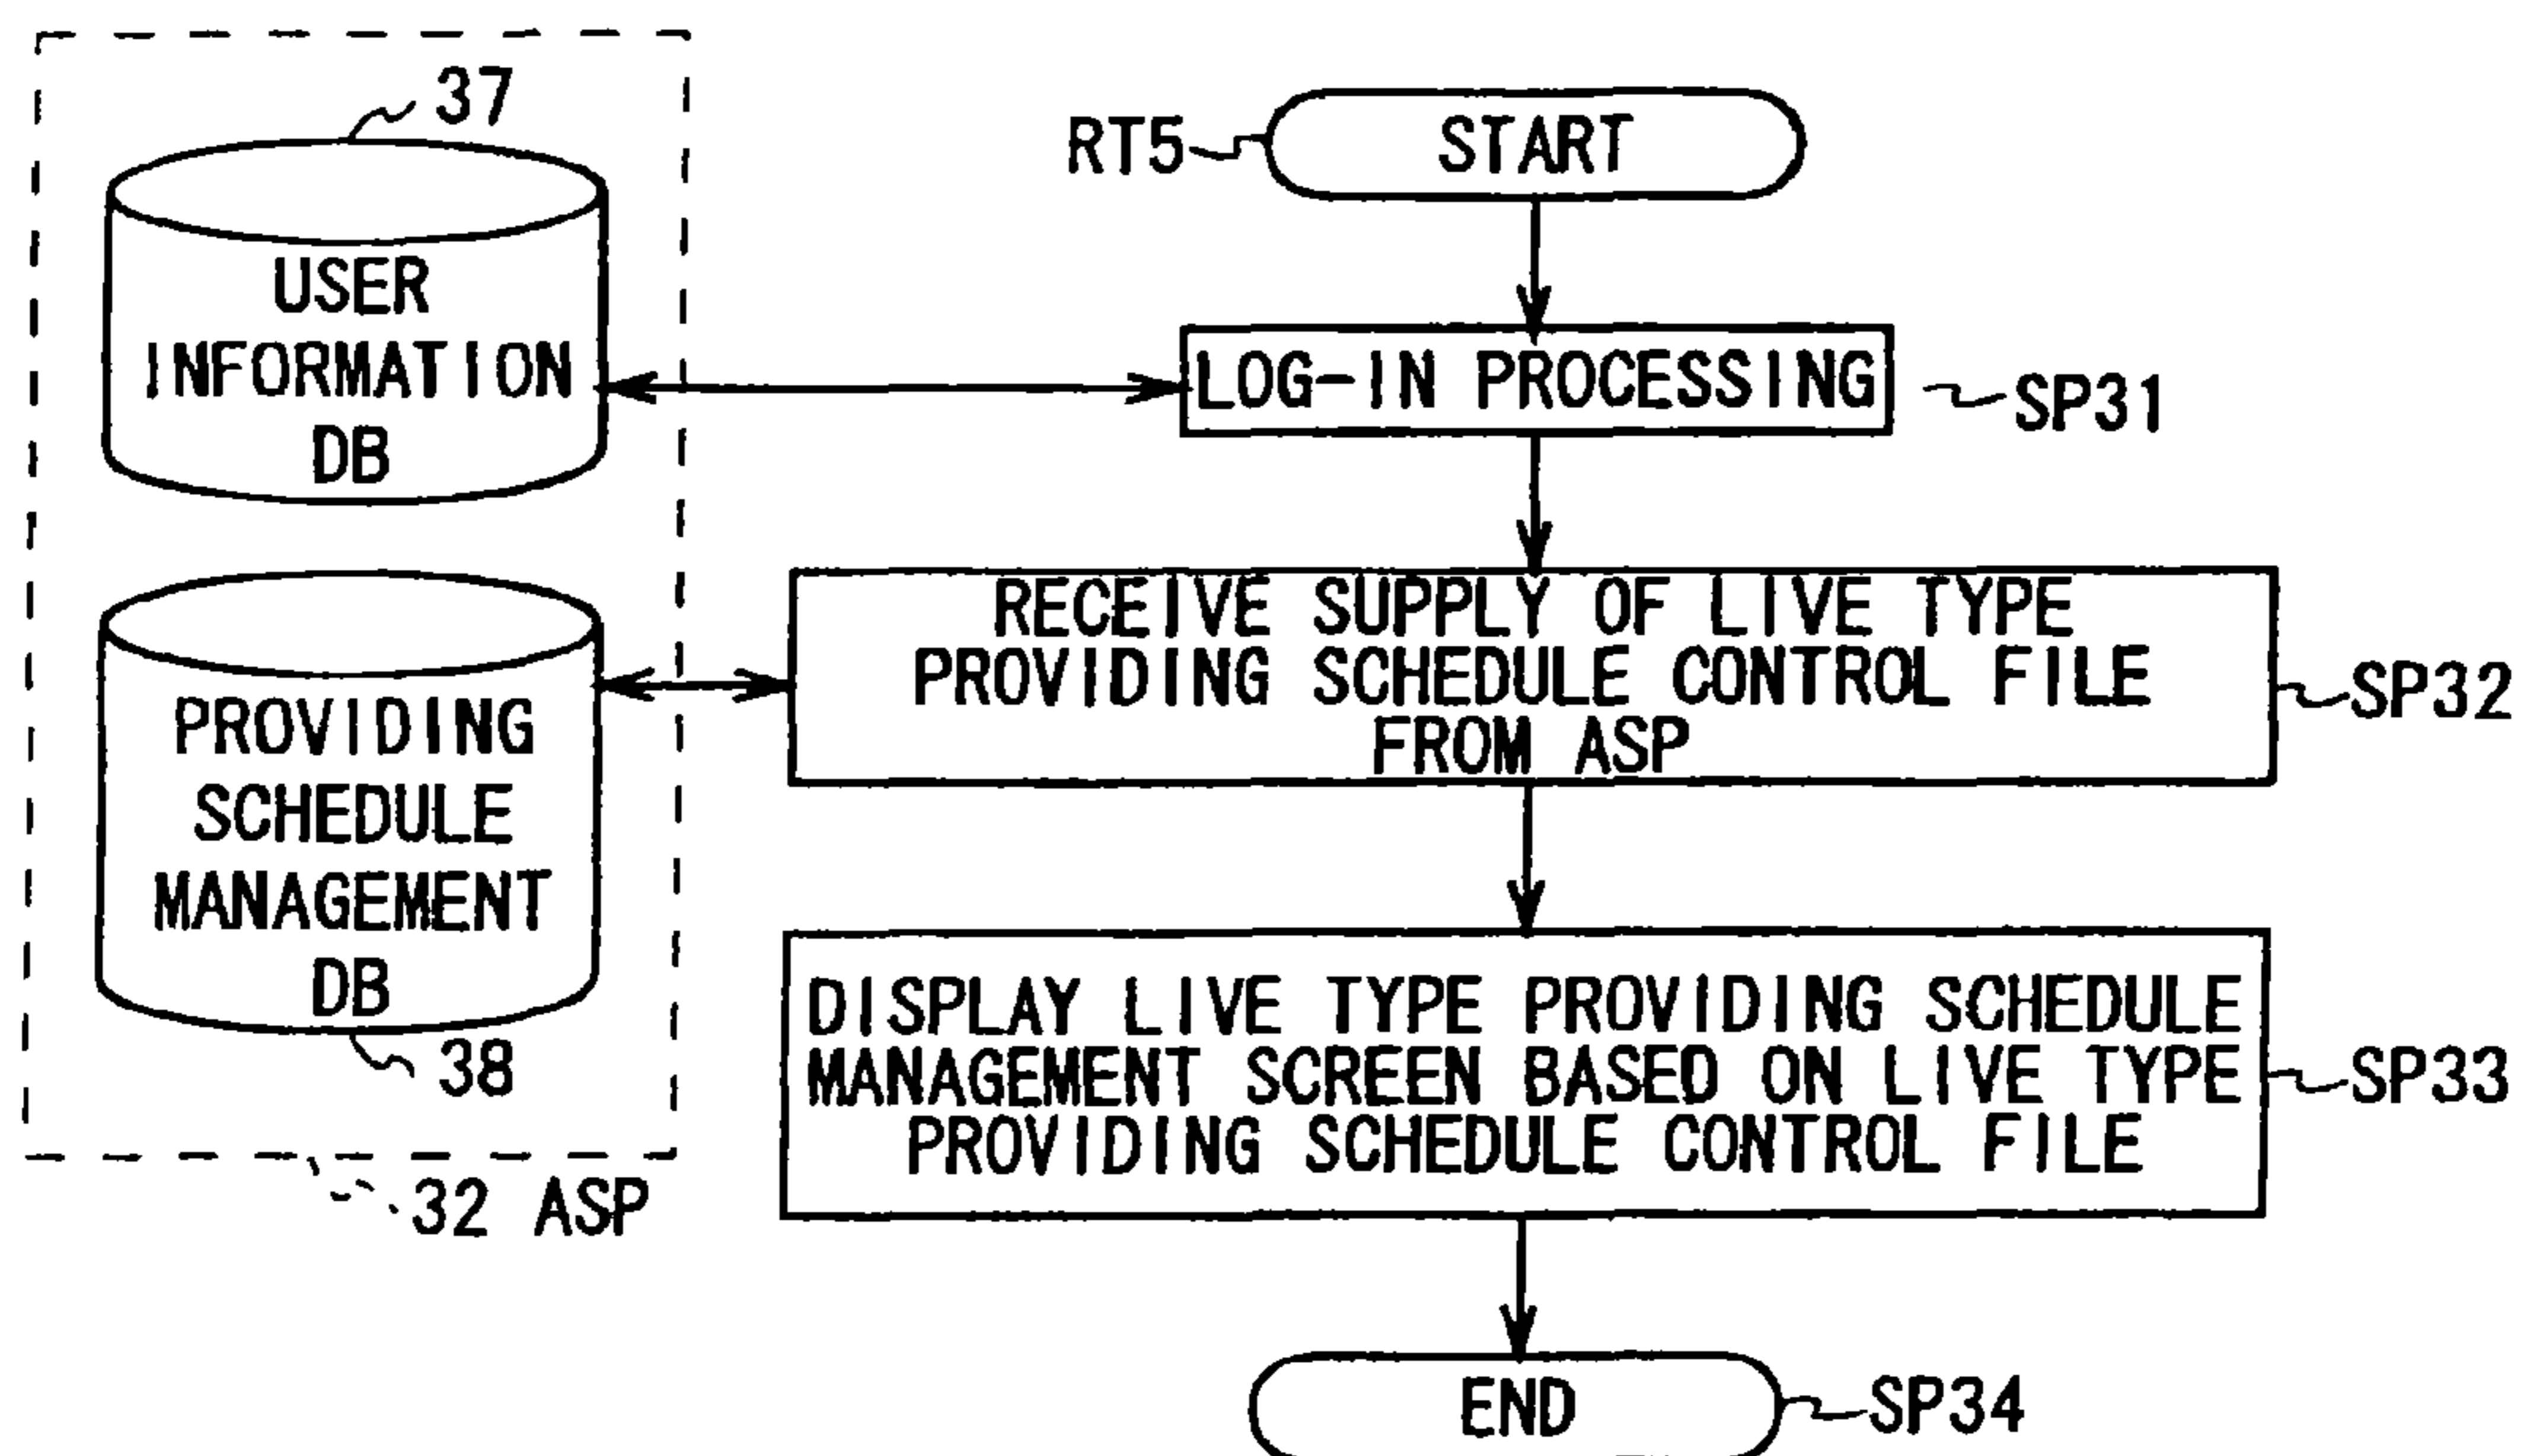 37
USER
INFORMATION
DB
PROVIDING
SCHEDULE
MANAGEMENT
DB
38
32 ASP
RT5
START
LOG-IN PROCESSING
SP31
RECEIVE SUPPLY OF LIVE TYPE
PROVIDING SCHEDULE CONTROL FILE
FROM ASP
SP32
DISPLAY LIVE TYPE PROVIDING SCHEDULE
MANAGEMENT SCREEN BASED ON LIVE TYPE
PROVIDING SCHEDULE CONTROL FILE
SP33
END
SP34